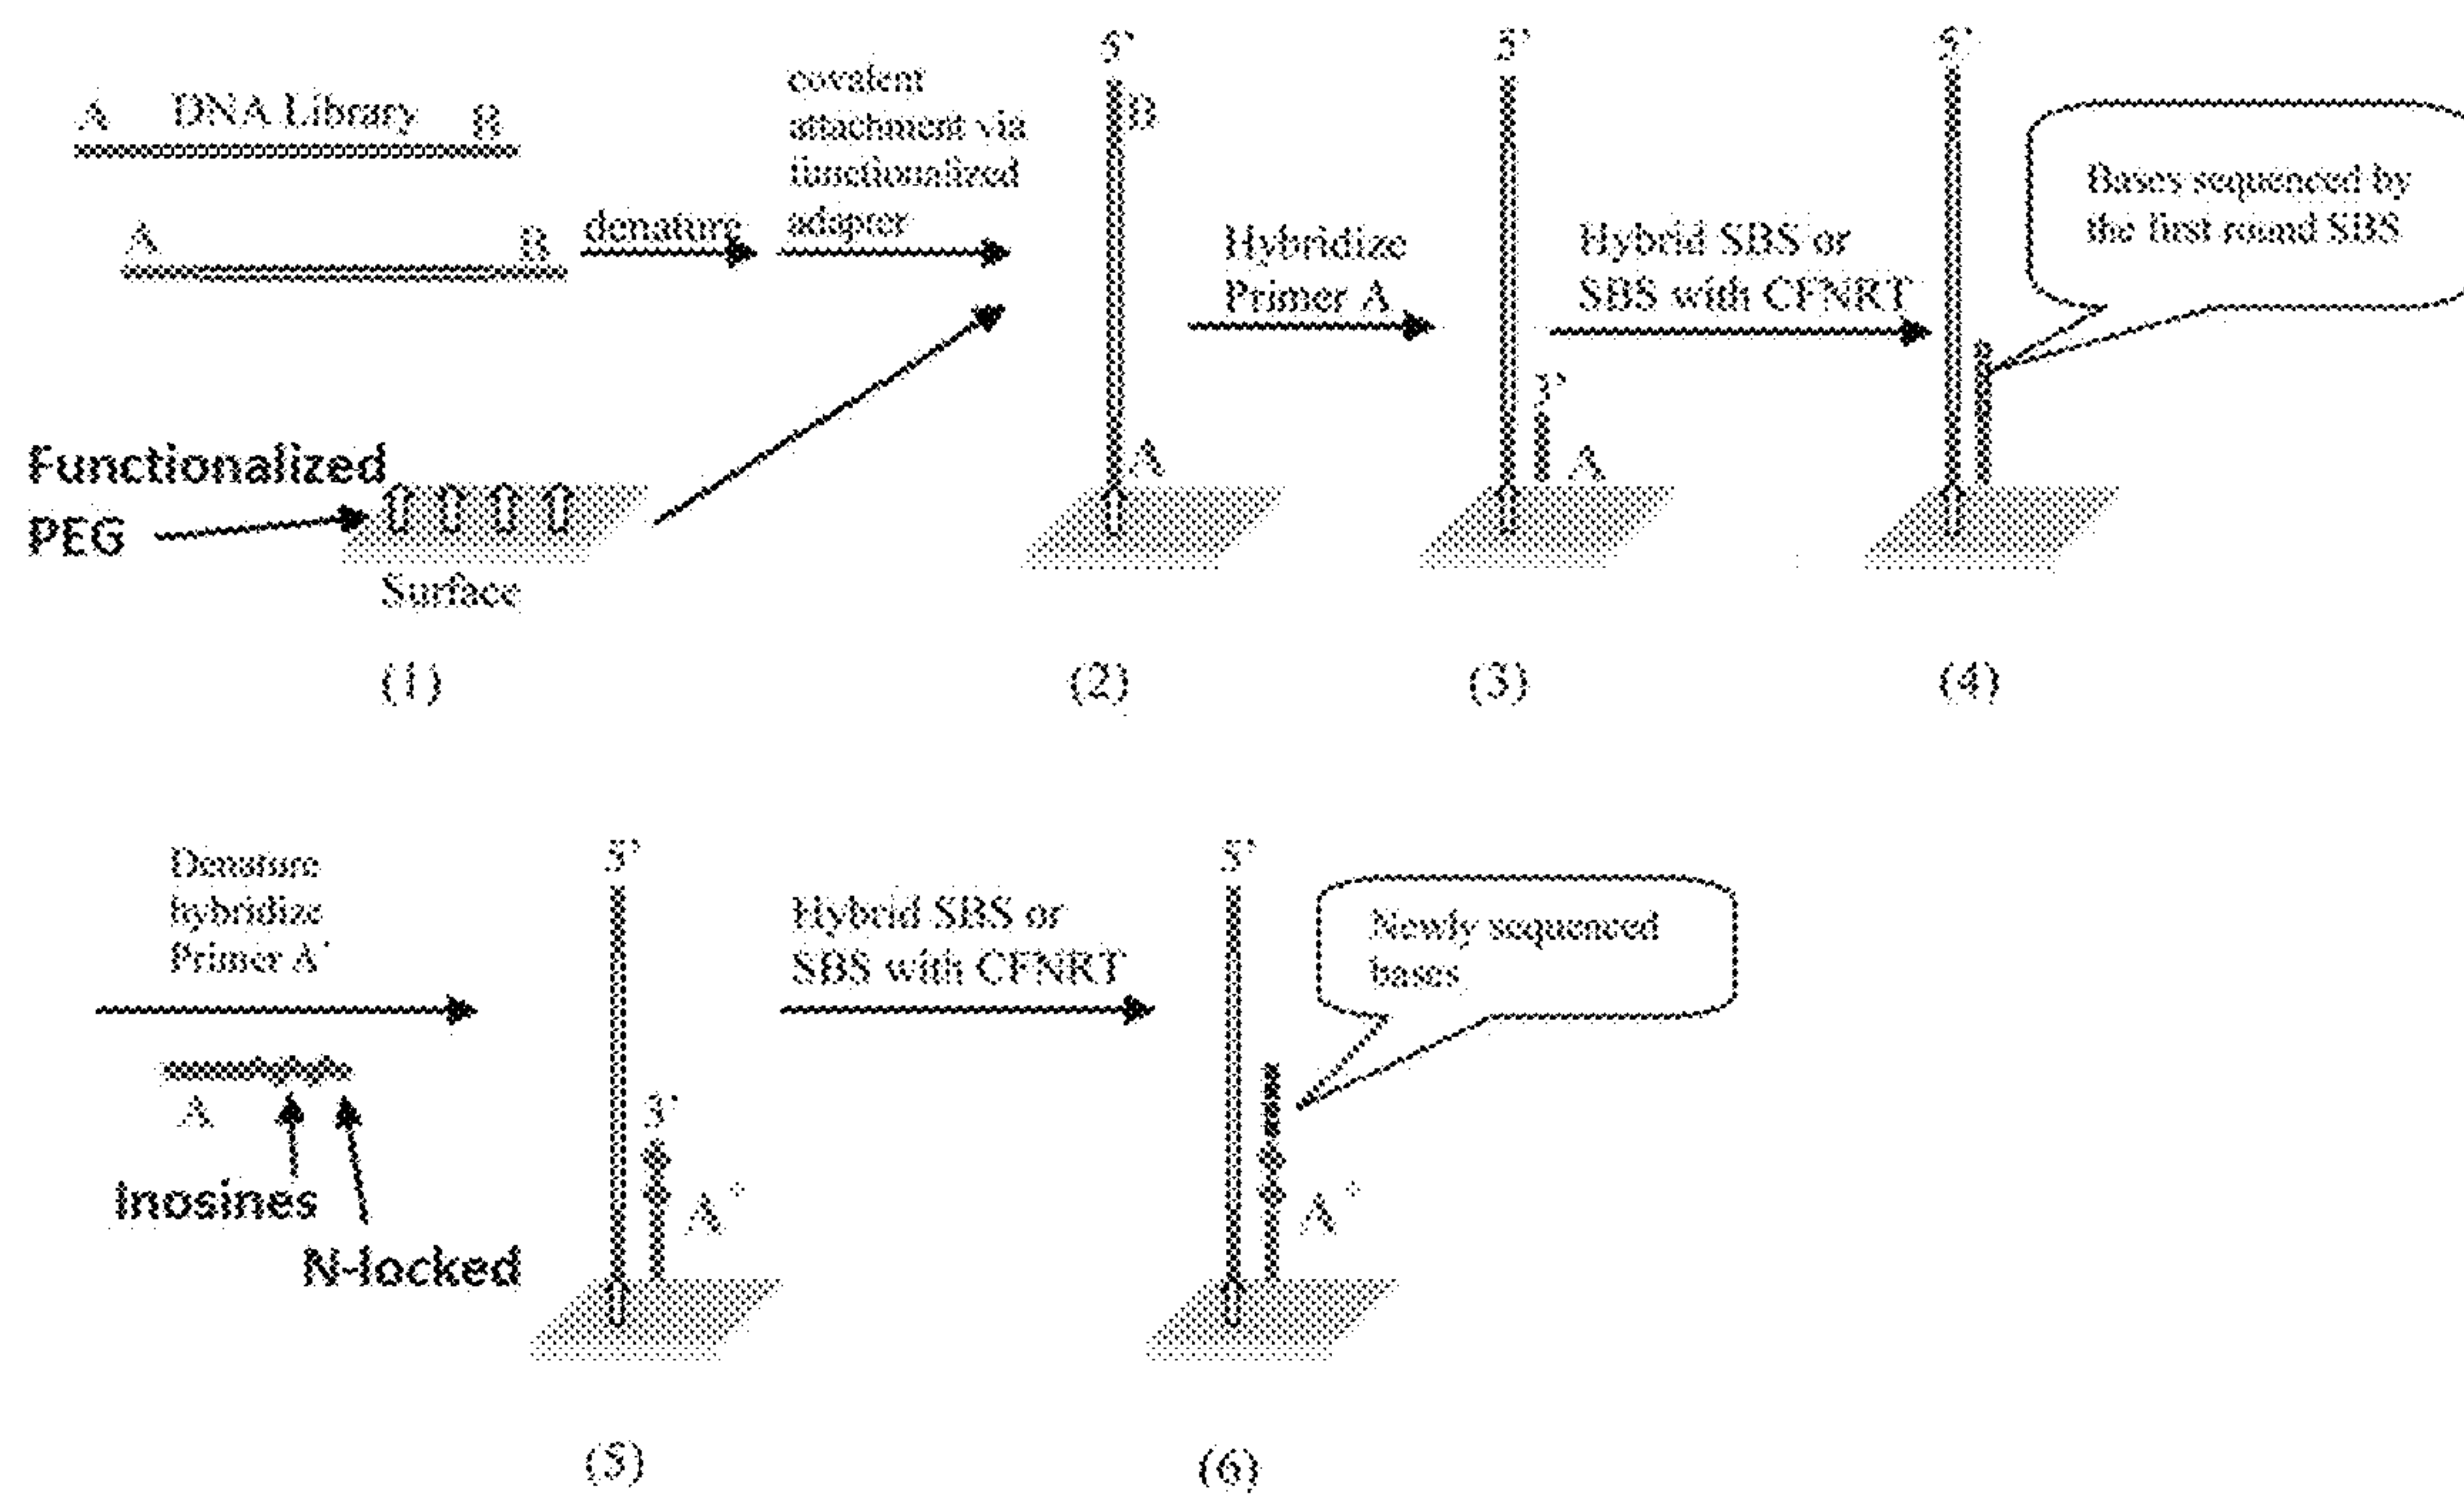 A DNA Library B
A B
denature
covalent
attachment via
functionalized
adapter
Functionalized
PEG
Surface
(1)
5'
B
A
(2)
Hybridize
Primer A
5'
3'
A
(3)
Hybrid SBS or
SBS with CFNRT
5'
Bases sequenced by
the first round SBS
(4)
Denature
hybridize
Primer A'
A
Inosines
N-locked
5'
3'
A'
(5)
Hybrid SBS or
SBS with CFNRT
5'
Newly sequenced
bases
A'
(6)